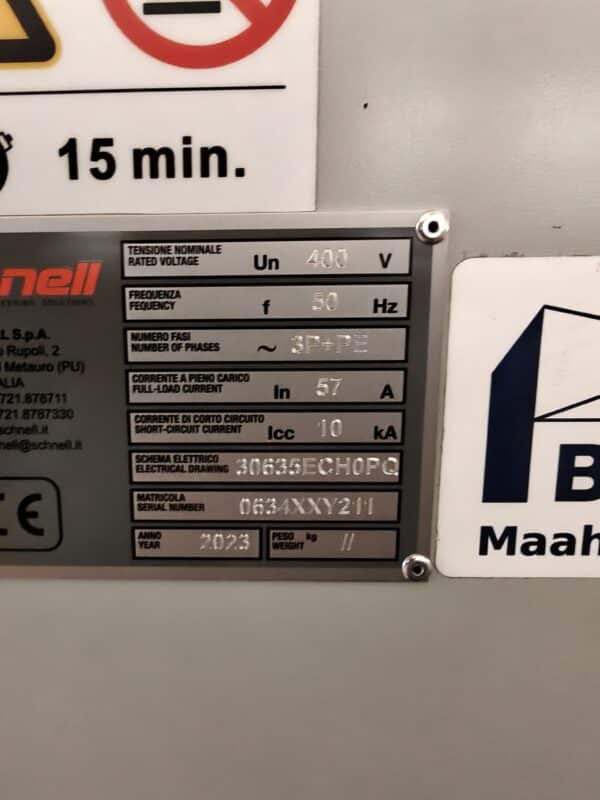 15 min.
nell
L S.p.A.
Rupoli, 2
Metauro (PU)
ALIA
721.878711
721.8787330
schnell.it
nell@schnell.it
CE
TENSIONE NOMINALE
RATED VOLTAGE Un 400 V
FREQUENZA
FEQUENCY f 50 Hz
NUMERO FASI
NUMBER OF PHASES ~ 3P+PE
CORRENTE A PIENO CARICO
FULL-LOAD CURRENT In 57 A
CORRENTE DI CORTO CIRCUITO
SHORT-CIRCUIT CURRENT Icc 10 kA
SCHEMA ELETTRICO
ELECTRICAL DRAWING 30635ECH0PQ
MATRICOLA
SERIAL NUMBER 0634XXY211
ANNO
YEAR 2023
PESO kg
WEIGHT //
B
Maah